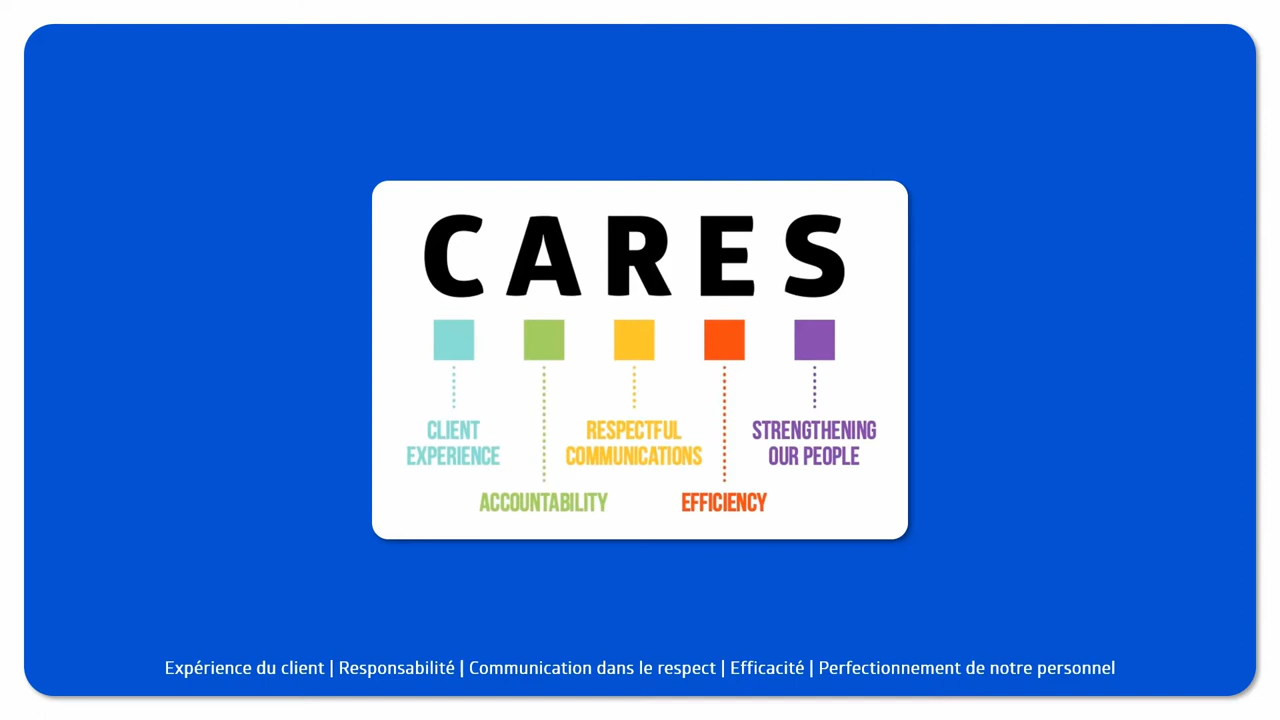 CARES
CLIENT
EXPERIENCE
ACCOUNTABILITY
RESPECTFUL
COMMUNICATIONS
EFFICIENCY
STRENGTHENING
OUR PEOPLE
Expérience du client | Responsabilité | Communication dans le respect | Efficacité | Perfectionnement de notre personnel